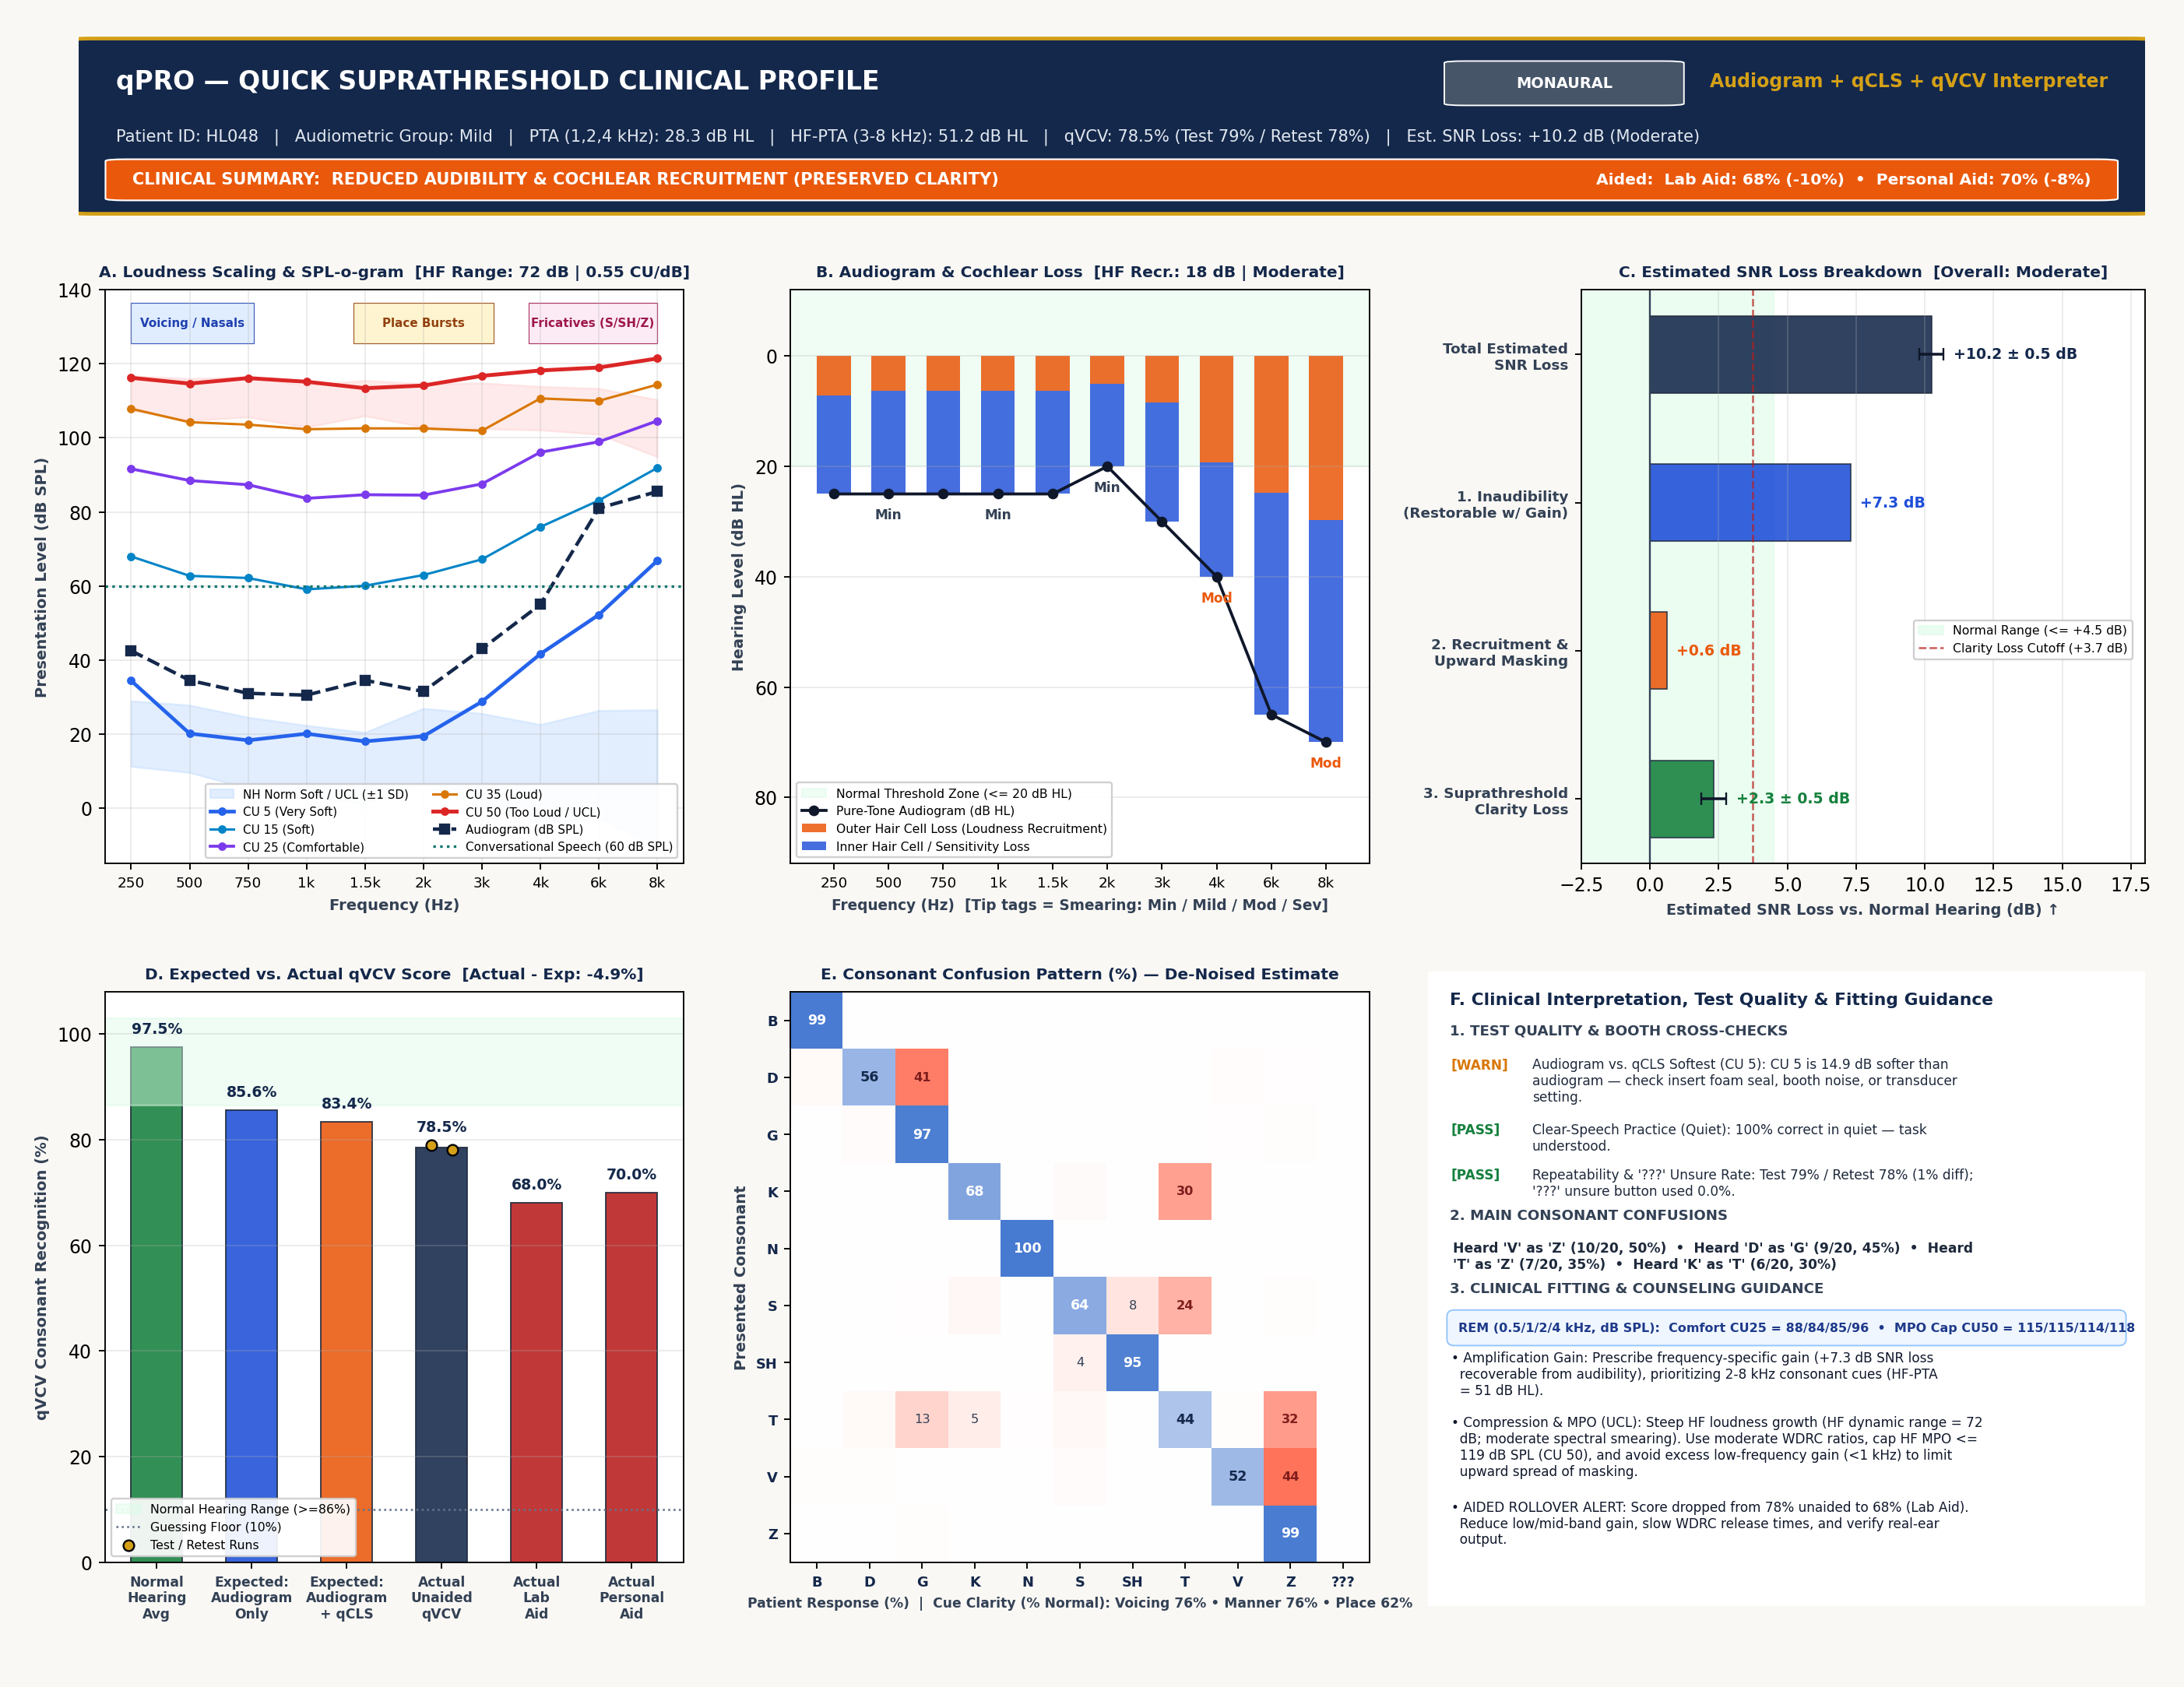 qPRO — QUICK SUPRATHRESHOLD CLINICAL PROFILE
MONAURAL
Audiogram + qCLS + qVCV Interpreter
Patient ID: HL048 | Audiometric Group: Mild | PTA (1,2,4 kHz): 28.3 dB HL | HF-PTA (3-8 kHz): 51.2 dB HL | qVCV: 78.5% (Test 79% / Retest 78%) | Est. SNR Loss: +10.2 dB (Moderate)
CLINICAL SUMMARY: REDUCED AUDIBILITY & COCHLEAR RECRUITMENT (PRESERVED CLARITY)
Aided: Lab Aid: 68% (-10%) • Personal Aid: 70% (-8%)
A. Loudness Scaling & SPL-o-gram [HF Range: 72 dB | 0.55 CU/dB]
Presentation Level (dB SPL)
140
120
100
80
60
40
20
0
Voicing / Nasals
Place Bursts
Fricatives (S/SH/Z)
NH Norm Soft / UCL (±1 SD)
CU 5 (Very Soft)
CU 15 (Soft)
CU 25 (Comfortable)
CU 35 (Loud)
CU 50 (Too Loud / UCL)
Audiogram (dB SPL)
Conversational Speech (60 dB SPL)
250 500 750 1k 1.5k 2k 3k 4k 6k 8k
Frequency (Hz)
B. Audiogram & Cochlear Loss [HF Recr.: 18 dB | Moderate]
Hearing Level (dB HL)
0
20
40
60
80
Min
Min
Min
Mod
Mod
Normal Threshold Zone (<= 20 dB HL)
Pure-Tone Audiogram (dB HL)
Outer Hair Cell Loss (Loudness Recruitment)
Inner Hair Cell / Sensitivity Loss
250 500 750 1k 1.5k 2k 3k 4k 6k 8k
Frequency (Hz) [Tip tags = Smearing: Min / Mild / Mod / Sev]
C. Estimated SNR Loss Breakdown [Overall: Moderate]
Total Estimated
SNR Loss
+10.2 ± 0.5 dB
1. Inaudibility
(Restorable w/ Gain)
+7.3 dB
2. Recruitment &
Upward Masking
+0.6 dB
Normal Range (<= +4.5 dB)
Clarity Loss Cutoff (+3.7 dB)
3. Suprathreshold
Clarity Loss
+2.3 ± 0.5 dB
−2.5 0.0 2.5 5.0 7.5 10.0 12.5 15.0 17.5
Estimated SNR Loss vs. Normal Hearing (dB) ↑
D. Expected vs. Actual qVCV Score [Actual - Exp: -4.9%]
qVCV Consonant Recognition (%)
100
80
60
40
20
0
97.5%
85.6%
83.4%
78.5%
68.0%
70.0%
Normal Hearing Range (>=86%)
Guessing Floor (10%)
Test / Retest Runs
Normal
Hearing
Avg
Expected:
Audiogram
Only
Expected:
Audiogram
+ qCLS
Actual
Unaided
qVCV
Actual
Lab
Aid
Actual
Personal
Aid
E. Consonant Confusion Pattern (%) — De-Noised Estimate
Presented Consonant
B 99
D 56 41
G 97
K 68 30
N 100
S 64 8 24
SH 4 95
T 13 5 44 32
V 52 44
Z 99
B D G K N S SH T V Z ???
Patient Response (%) | Cue Clarity (% Normal): Voicing 76% • Manner 76% • Place 62%
F. Clinical Interpretation, Test Quality & Fitting Guidance
1. TEST QUALITY & BOOTH CROSS-CHECKS
[WARN] Audiogram vs. qCLS Softest (CU 5): CU 5 is 14.9 dB softer than
audiogram — check insert foam seal, booth noise, or transducer
setting.
[PASS] Clear-Speech Practice (Quiet): 100% correct in quiet — task
understood.
[PASS] Repeatability & '???' Unsure Rate: Test 79% / Retest 78% (1% diff);
'???' unsure button used 0.0%.
2. MAIN CONSONANT CONFUSIONS
Heard 'V' as 'Z' (10/20, 50%) • Heard 'D' as 'G' (9/20, 45%) • Heard
'T' as 'Z' (7/20, 35%) • Heard 'K' as 'T' (6/20, 30%)
3. CLINICAL FITTING & COUNSELING GUIDANCE
REM (0.5/1/2/4 kHz, dB SPL): Comfort CU25 = 88/84/85/96 • MPO Cap CU50 = 115/115/114/118
• Amplification Gain: Prescribe frequency-specific gain (+7.3 dB SNR loss
recoverable from audibility), prioritizing 2-8 kHz consonant cues (HF-PTA
= 51 dB HL).
• Compression & MPO (UCL): Steep HF loudness growth (HF dynamic range = 72
dB; moderate spectral smearing). Use moderate WDRC ratios, cap HF MPO <=
119 dB SPL (CU 50), and avoid excess low-frequency gain (<1 kHz) to limit
upward spread of masking.
• AIDED ROLLOVER ALERT: Score dropped from 78% unaided to 68% (Lab Aid).
Reduce low/mid-band gain, slow WDRC release times, and verify real-ear
output.